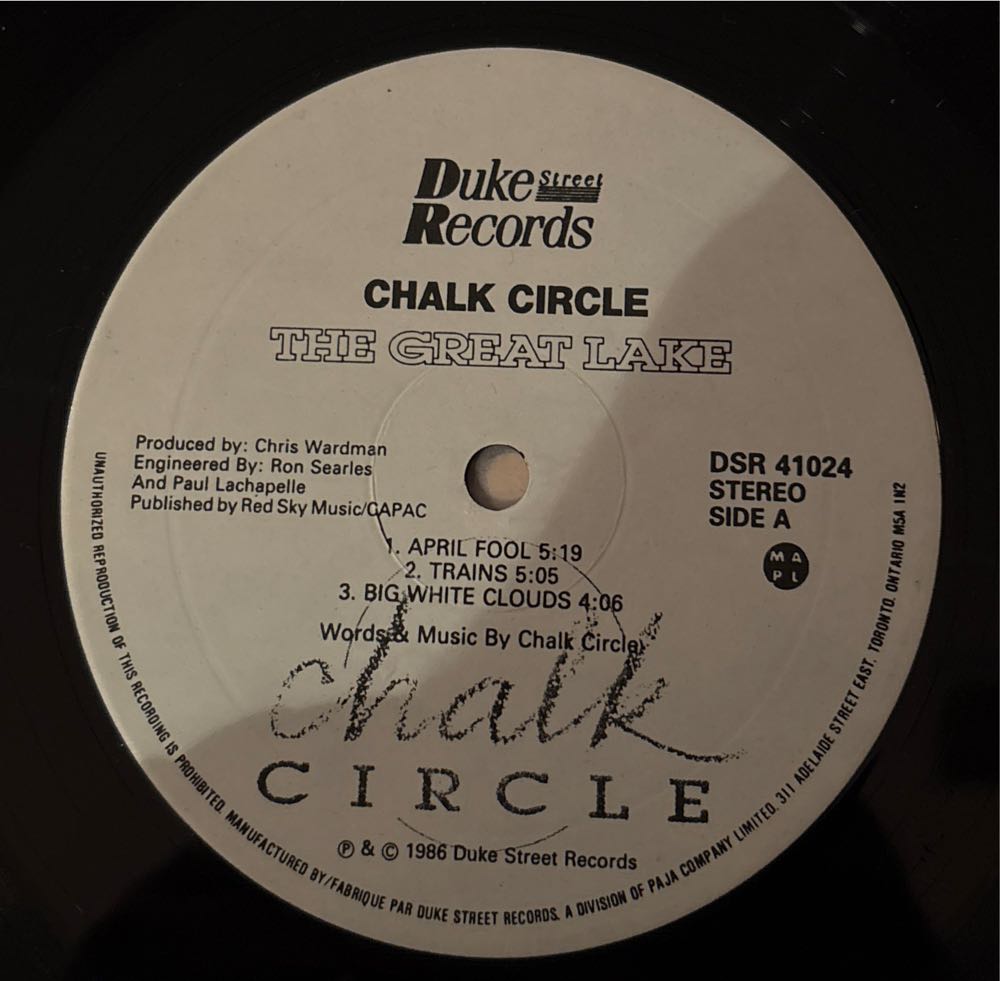 Duke Street
Records
CHALK CIRCLE
THE GREAT LAKE
Produced by: Chris Wardman
Engineered By: Ron Searles
And Paul Lachapelle
Published by Red Sky Music/CAPAC
DSR 41024
STEREO
SIDE A
M A
P L
1. APRIL FOOL 5:19
2. TRAINS 5:05
3. BIG WHITE CLOUDS 4:06
Words & Music By Chalk Circle
chalk
CIRCLE
℗ & © 1986 Duke Street Records
UNAUTHORIZED REPRODUCTION OF THIS RECORDING IS PROHIBITED. MANUFACTURED BY/FABRIQUE PAR DUKE STREET RECORDS. A DIVISION OF PAJA COMPANY LIMITED. 311 ADELAIDE STREET EAST. TORONTO. ONTARIO M5A 1N2